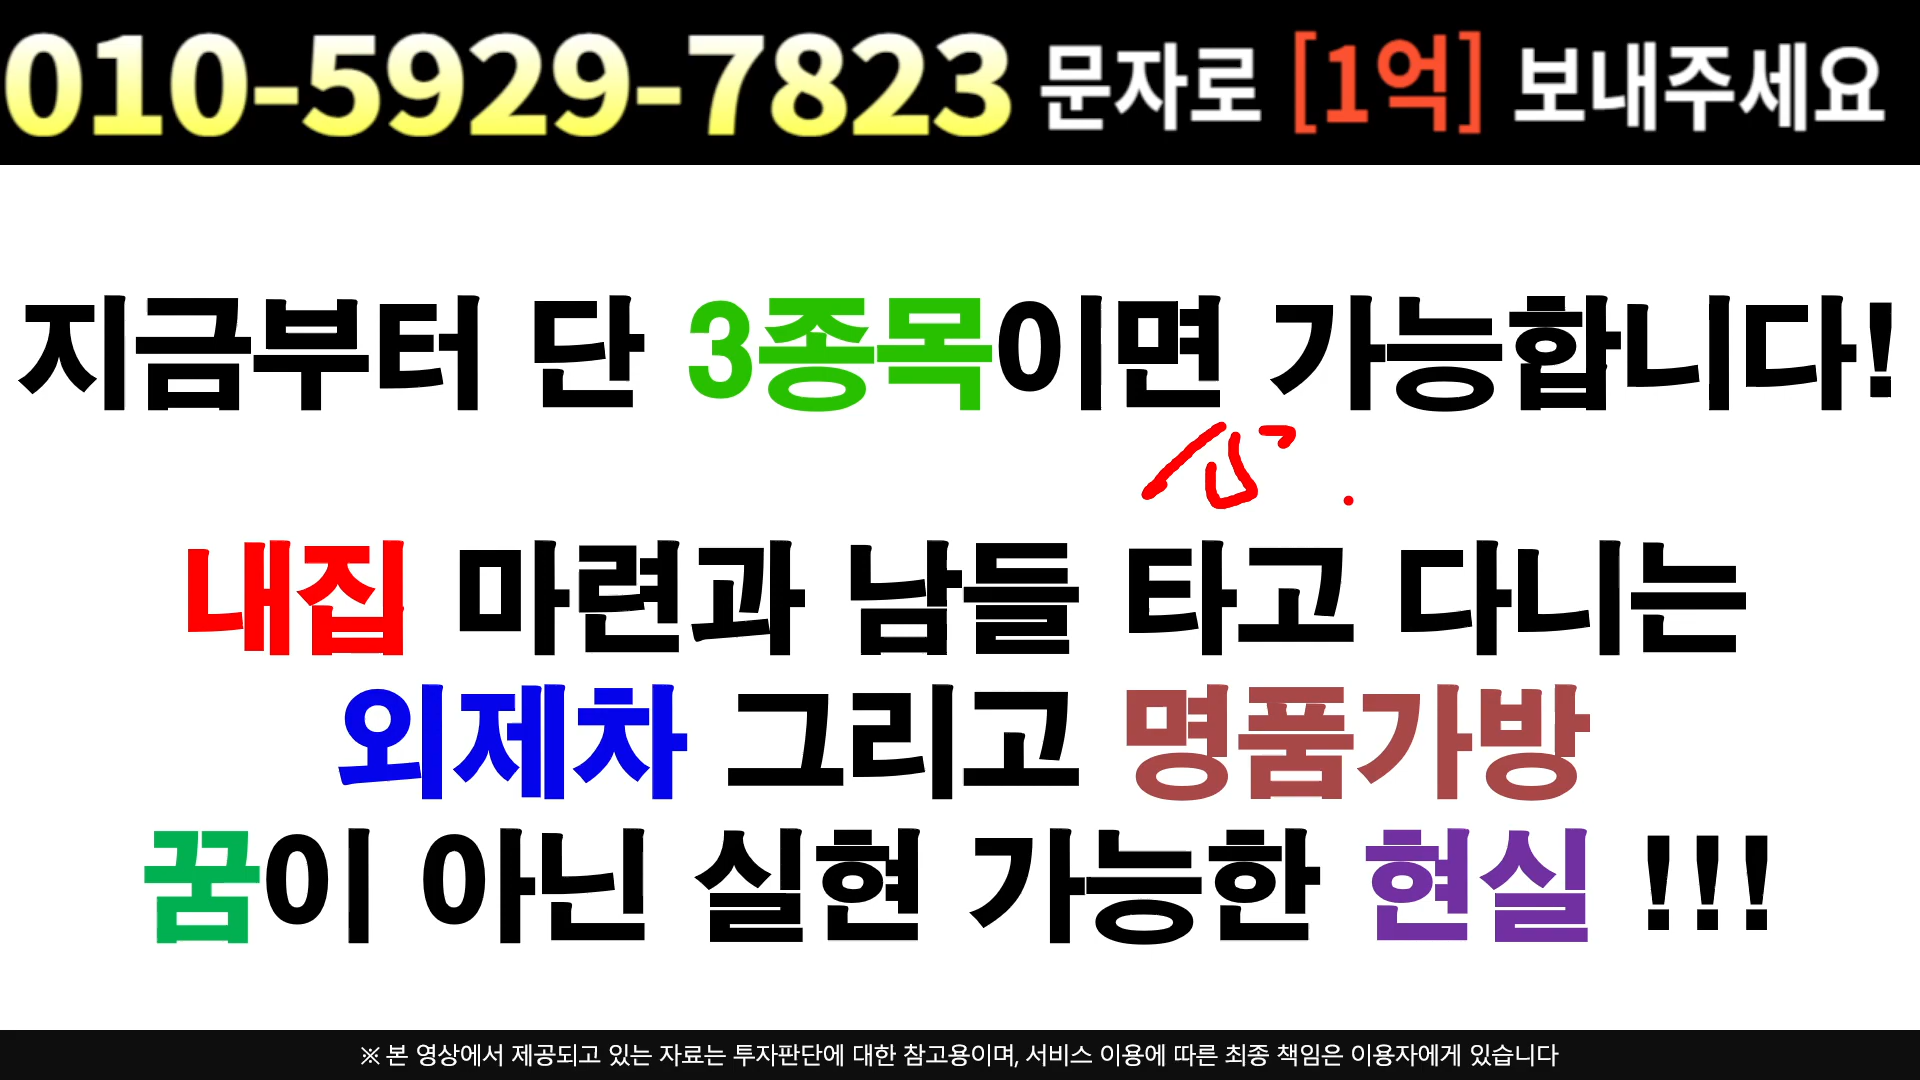 010-5929-7823 문자로 [1억] 보내주세요
지금부터 단 3종목이면 가능합니다!
내집 마련과 남들 타고 다니는
외제차 그리고 명품가방
꿈이 아닌 실현 가능한 현실 !!!
※ 본 영상에서 제공되고 있는 자료는 투자판단에 대한 참고용이며, 서비스 이용에 따른 최종 책임은 이용자에게 있습니다